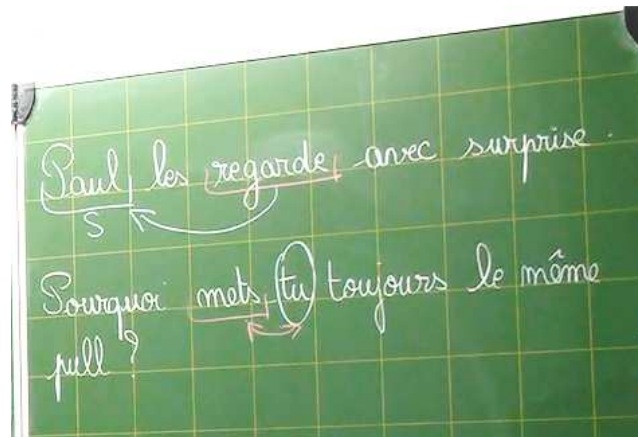 Paul les regarde avec surprise.
S
Pourquoi mets tu toujours le même
pull ?